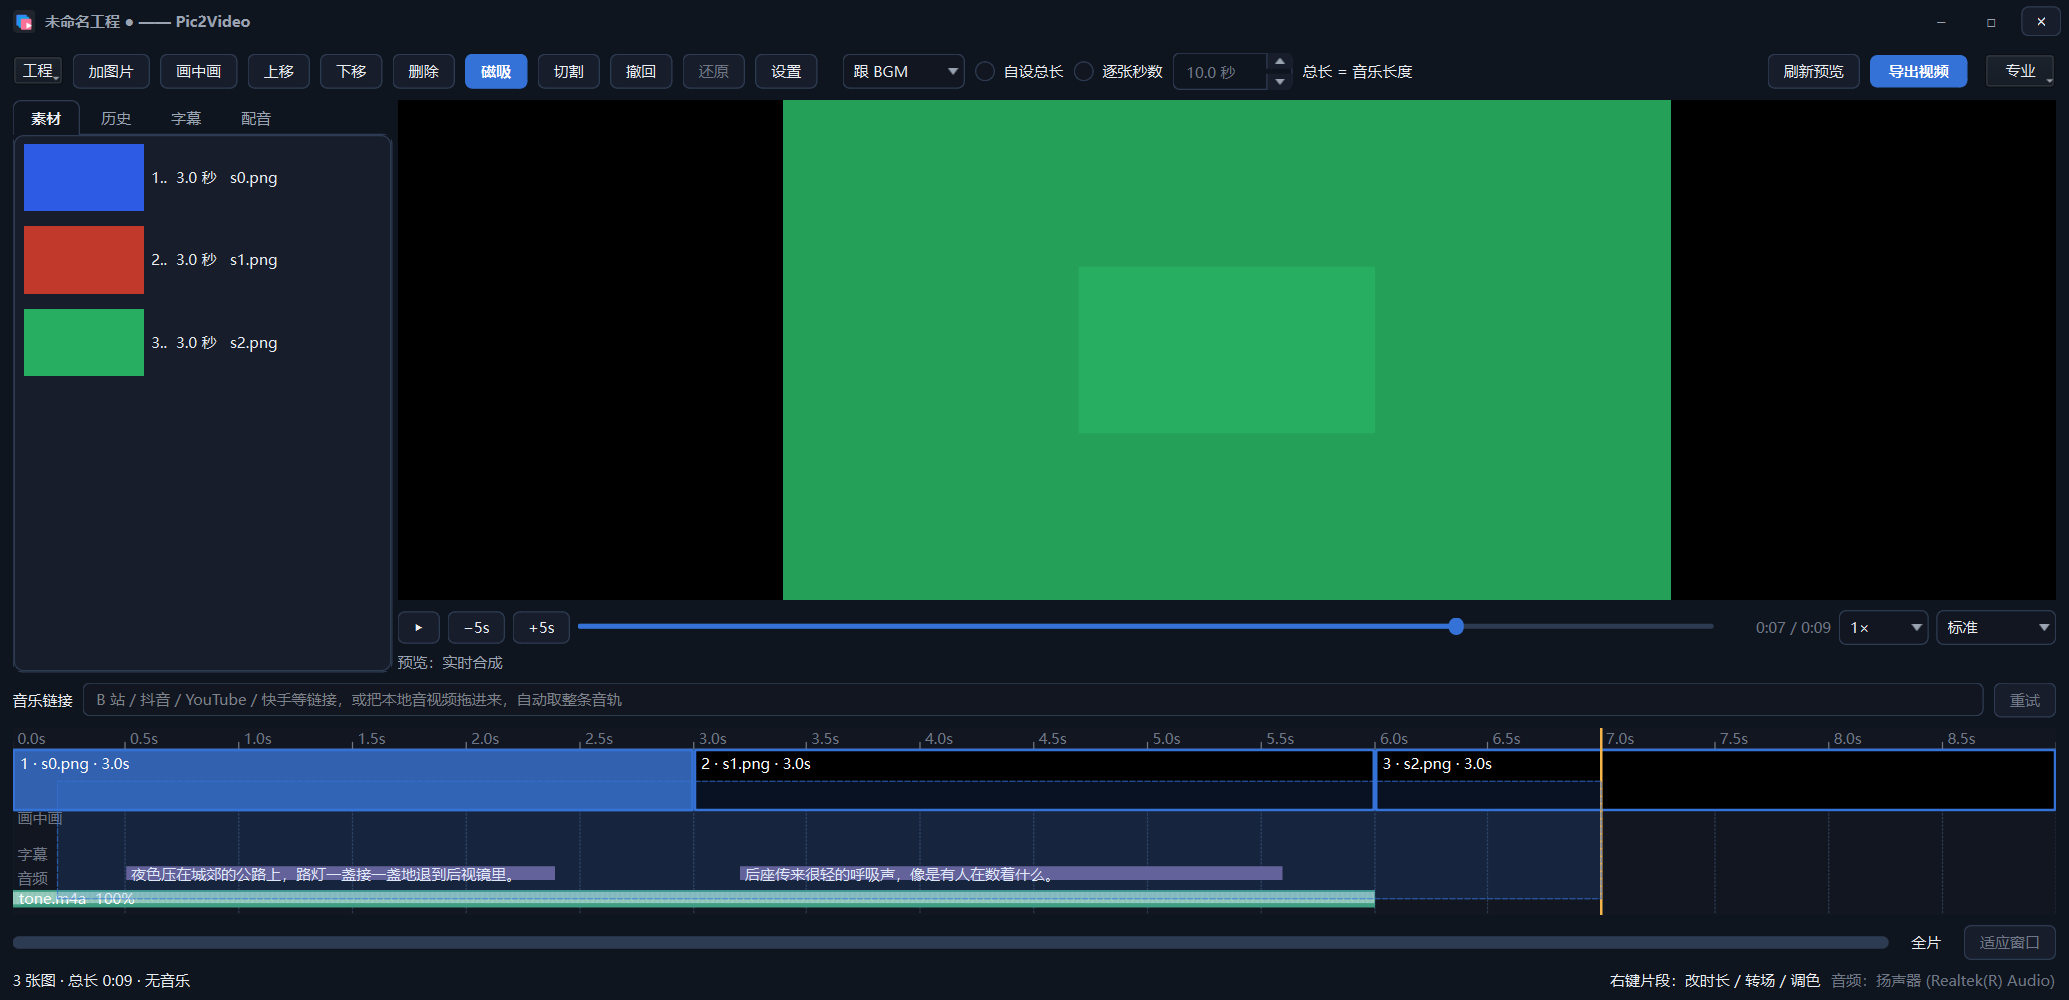 未命名工程 ● —— Pic2Video
工程 加图片 画中画 上移 下移 删除 磁吸 切割 撤回 还原 设置 跟 BGM 自设总长 逐张秒数 10.0 秒 总长 = 音乐长度 刷新预览 导出视频 专业
素材 历史 字幕 配音
1.. 3.0 秒 s0.png
2.. 3.0 秒 s1.png
3.. 3.0 秒 s2.png
−5s +5s 0:07 / 0:09 1× 标准
预览：实时合成
音乐链接 B 站 / 抖音 / YouTube / 快手等链接，或把本地音视频拖进来，自动取整条音轨 重试
0.0s 0.5s 1.0s 1.5s 2.0s 2.5s 3.0s 3.5s 4.0s 4.5s 5.0s 5.5s 6.0s 6.5s 7.0s 7.5s 8.0s 8.5s
1 · s0.png · 3.0s 2 · s1.png · 3.0s 3 · s2.png · 3.0s
画中画
字幕
夜色压在城郊的公路上，路灯一盏接一盏地退到后视镜里。 后座传来很轻的呼吸声，像是有人在数着什么。
音频
tone.m4a 100%
全片 适应窗口
3 张图 · 总长 0:09 · 无音乐 右键片段：改时长 / 转场 / 调色 音频：扬声器 (Realtek(R) Audio)